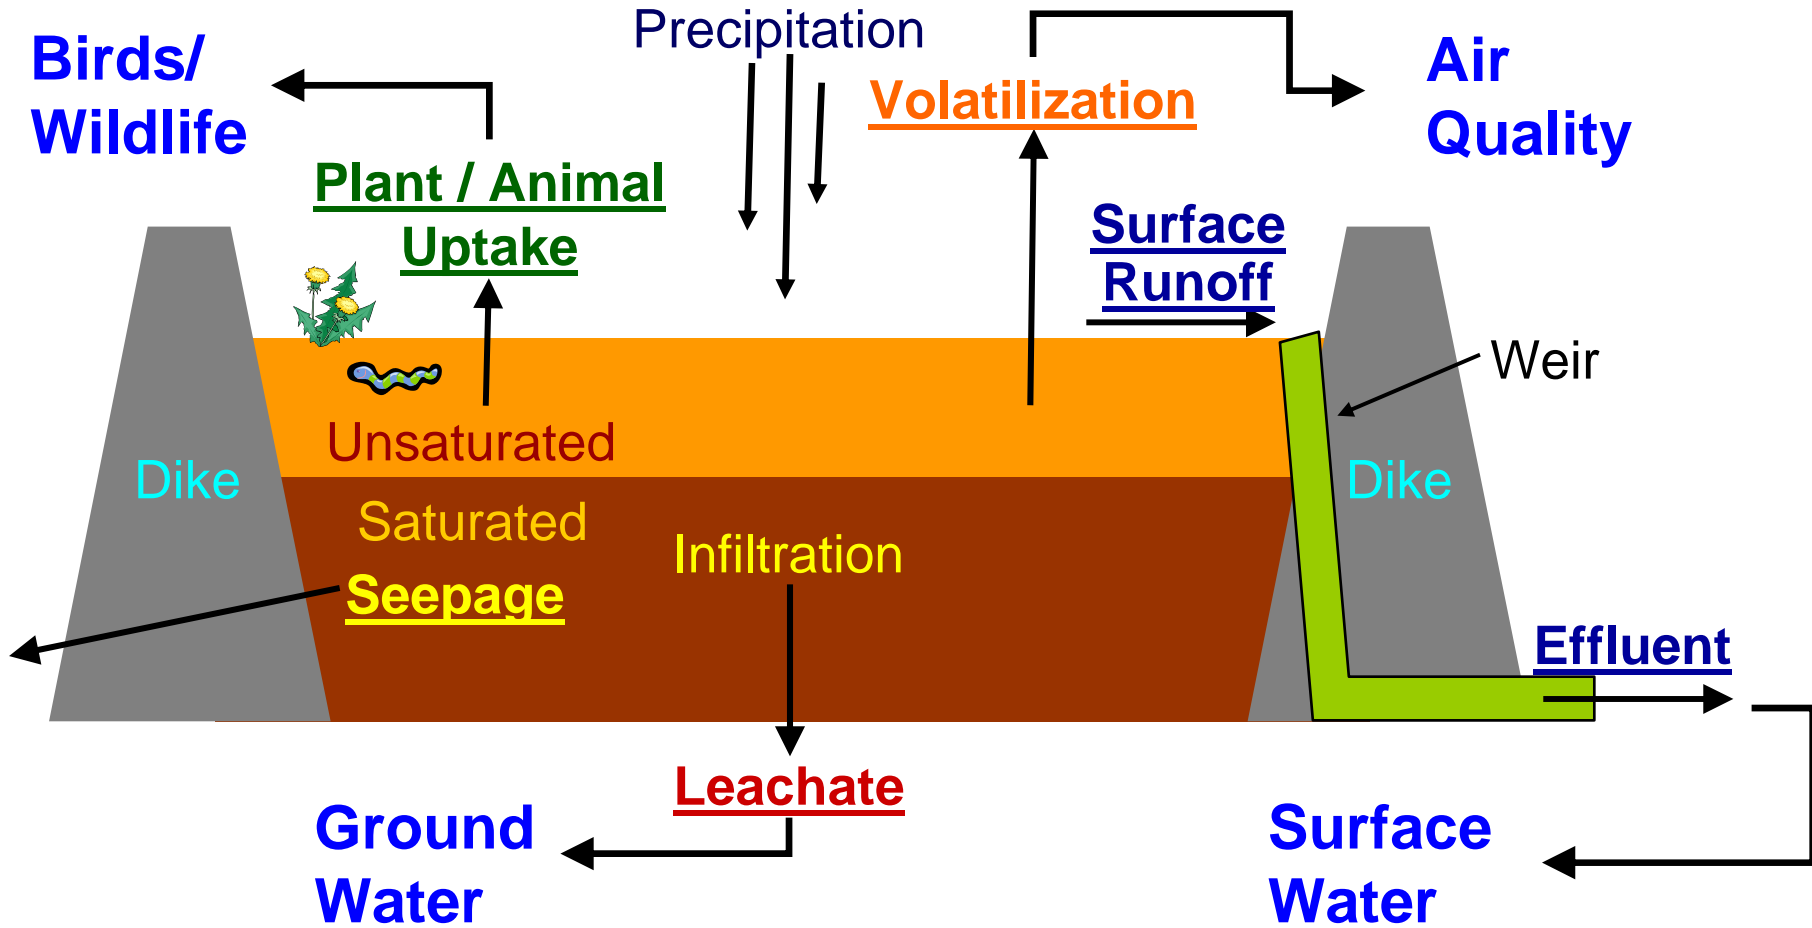 Precipitation
Birds/
Wildlife
Air
Quality
Volatilization
Plant / Animal
Uptake
Surface
Runoff
Weir
Unsaturated
Dike
Dike
Saturated
Infiltration
Seepage
Effluent
Leachate
Ground
Water
Surface
Water